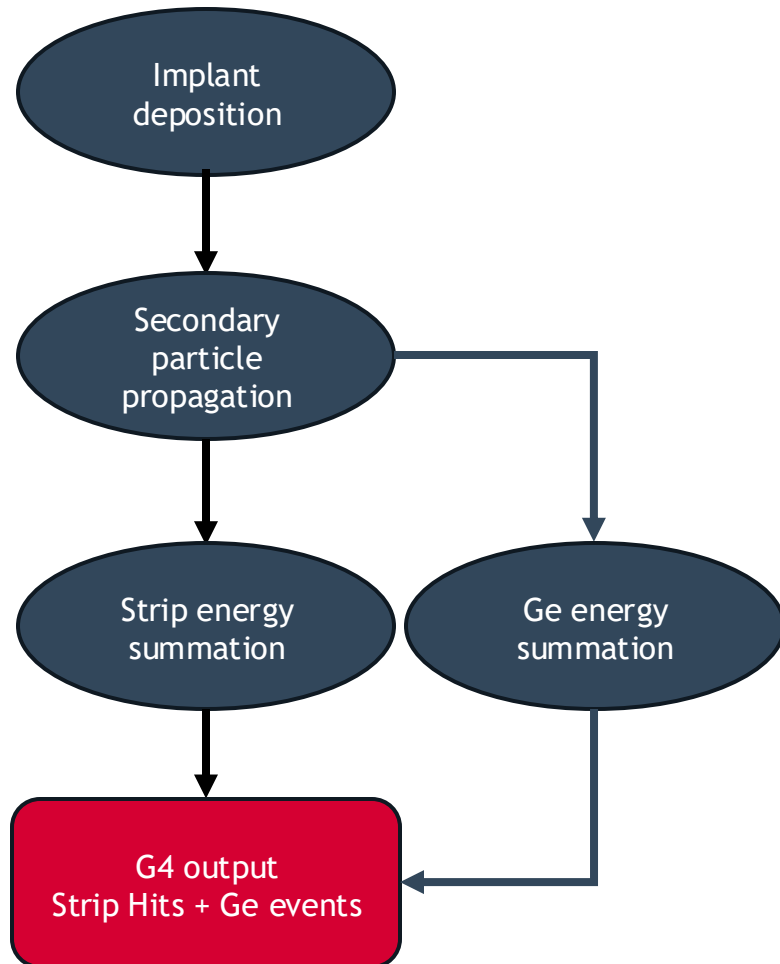 Implant
deposition
Secondary
particle
propagation
Strip energy
summation
Ge energy
summation
G4 output
Strip Hits + Ge events